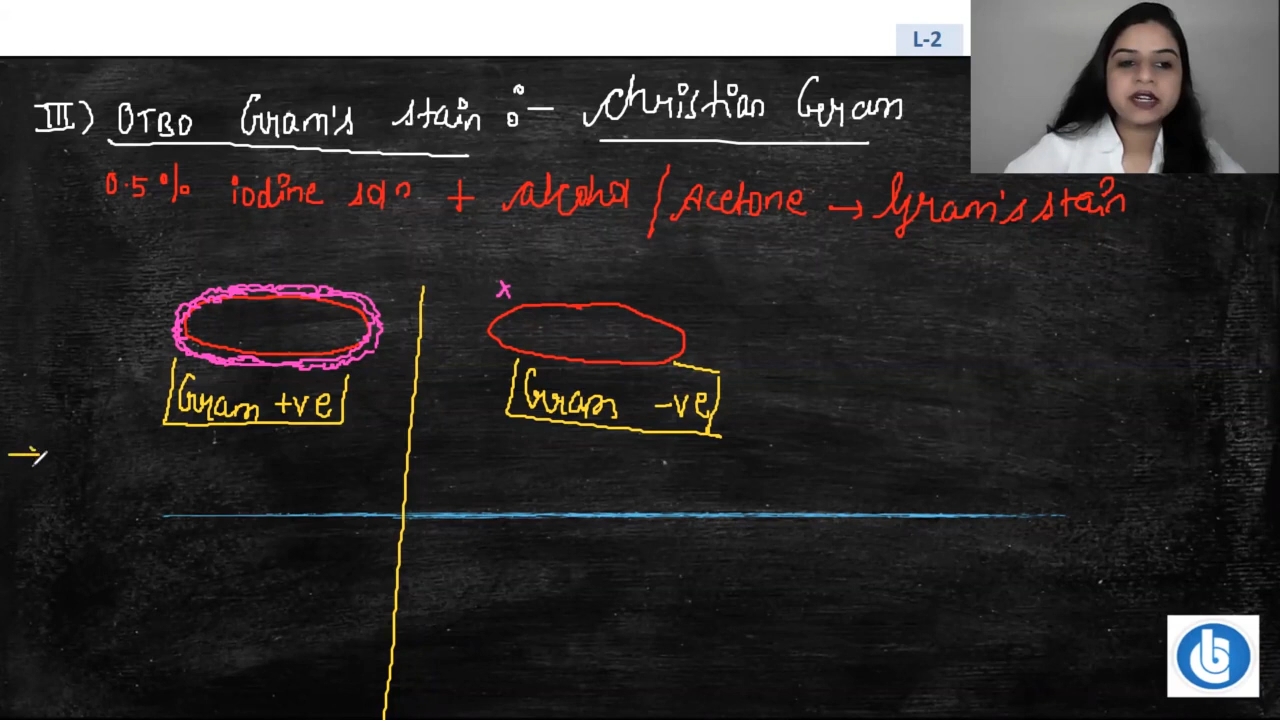 L-2
III) OTBO Gram's stain :- Christian Gram
0.5% iodine solⁿ + alcohol / Acetone → Gram's stain
x
Gram +ve
Gram -ve
→